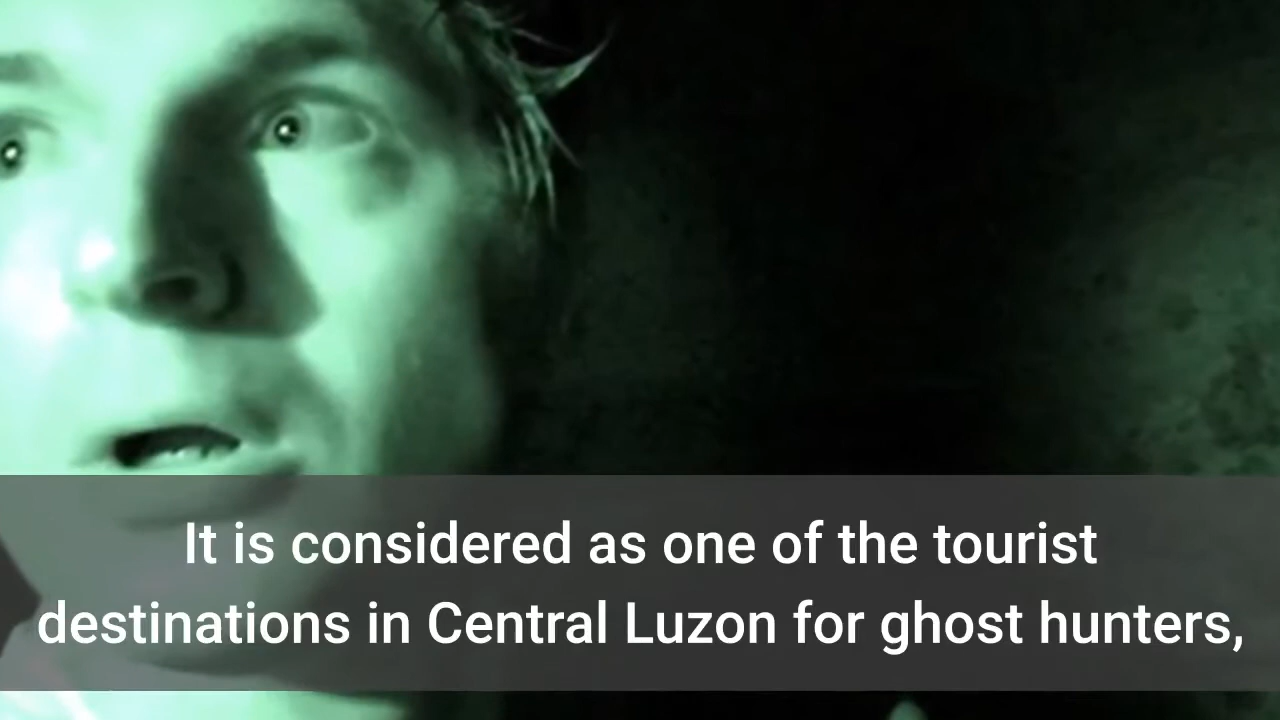 It is considered as one of the tourist
destinations in Central Luzon for ghost hunters,